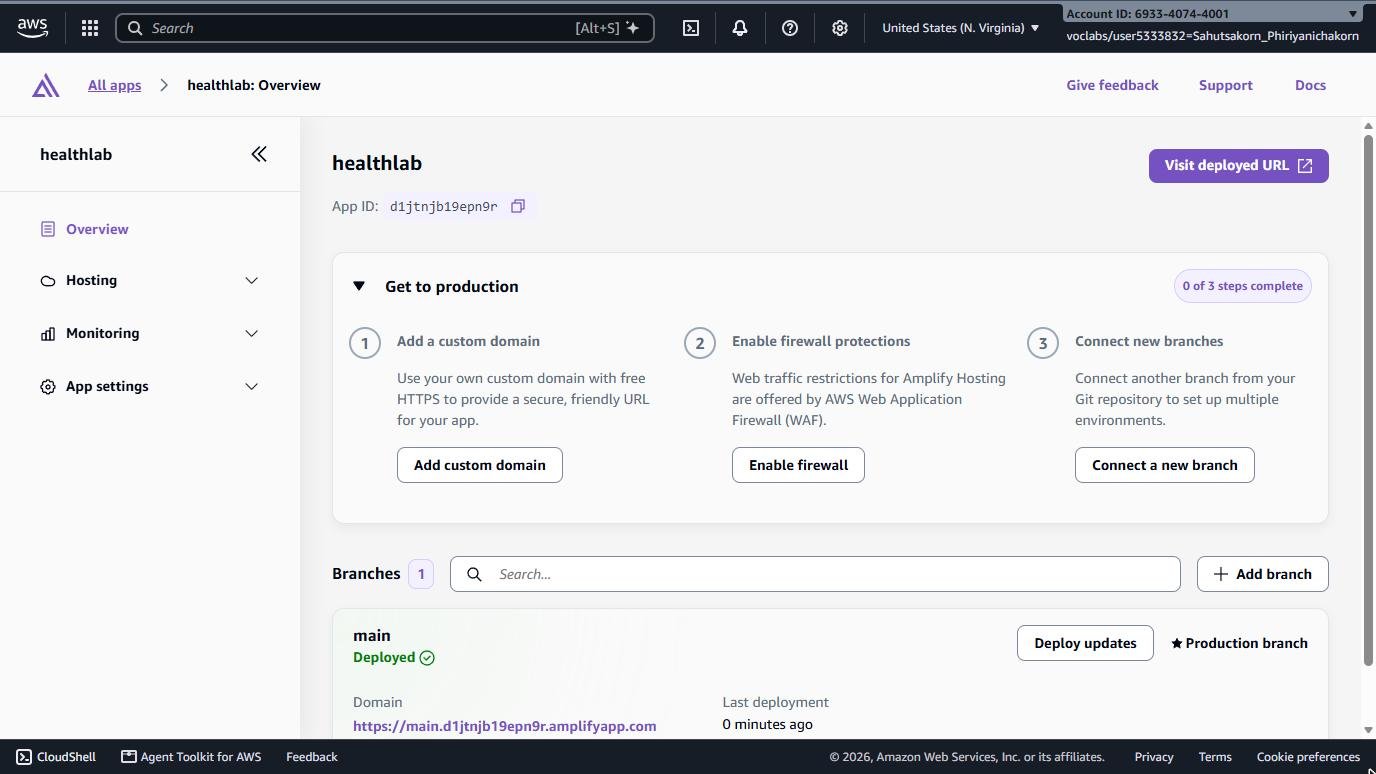 aws
Search
[Alt+S]
United States (N. Virginia)
Account ID: 6933-4074-4001
voclabs/user5333832=Sahutsakorn_Phiriyanichakorn
All apps
healthlab: Overview
Give feedback
Support
Docs
healthlab
Overview
Hosting
Monitoring
App settings
healthlab
Visit deployed URL
App ID: d1jtnjb19epn9r
Get to production
0 of 3 steps complete
1
Add a custom domain
Use your own custom domain with free
HTTPS to provide a secure, friendly URL
for your app.
Add custom domain
2
Enable firewall protections
Web traffic restrictions for Amplify Hosting
are offered by AWS Web Application
Firewall (WAF).
Enable firewall
3
Connect new branches
Connect another branch from your
Git repository to set up multiple
environments.
Connect a new branch
Branches 1
Search...
Add branch
main
Deployed
Deploy updates
Production branch
Domain
https://main.d1jtnjb19epn9r.amplifyapp.com
Last deployment
0 minutes ago
CloudShell
Agent Toolkit for AWS
Feedback
© 2026, Amazon Web Services, Inc. or its affiliates.
Privacy
Terms
Cookie preferences